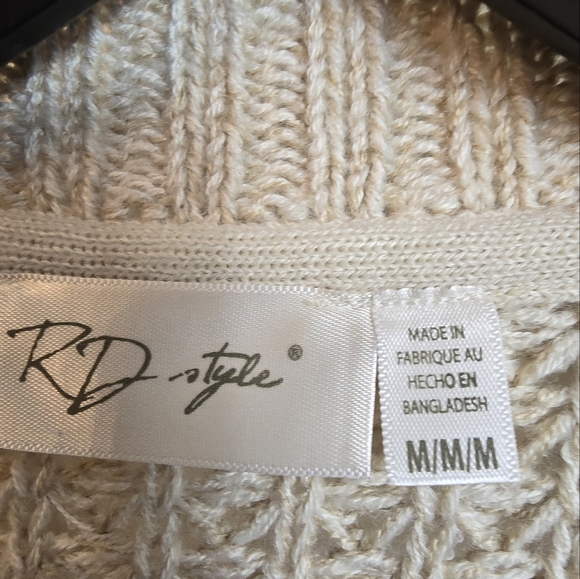 RD style®
MADE IN
FABRIQUE AU
HECHO EN
BANGLADESH
M/M/M